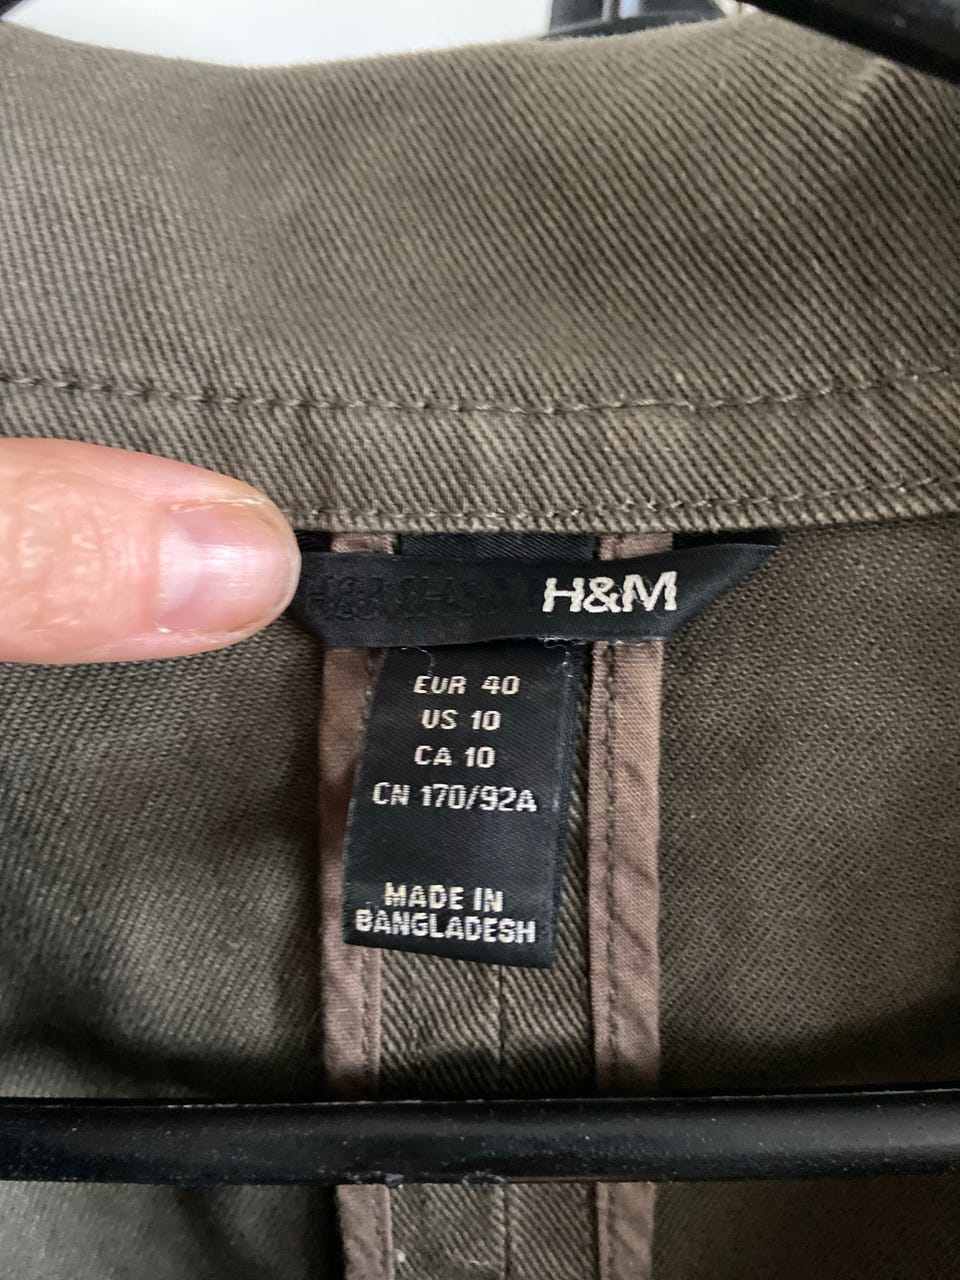 H&M
EUR 40
US 10
CA 10
CN 170/92A
MADE IN
BANGLADESH